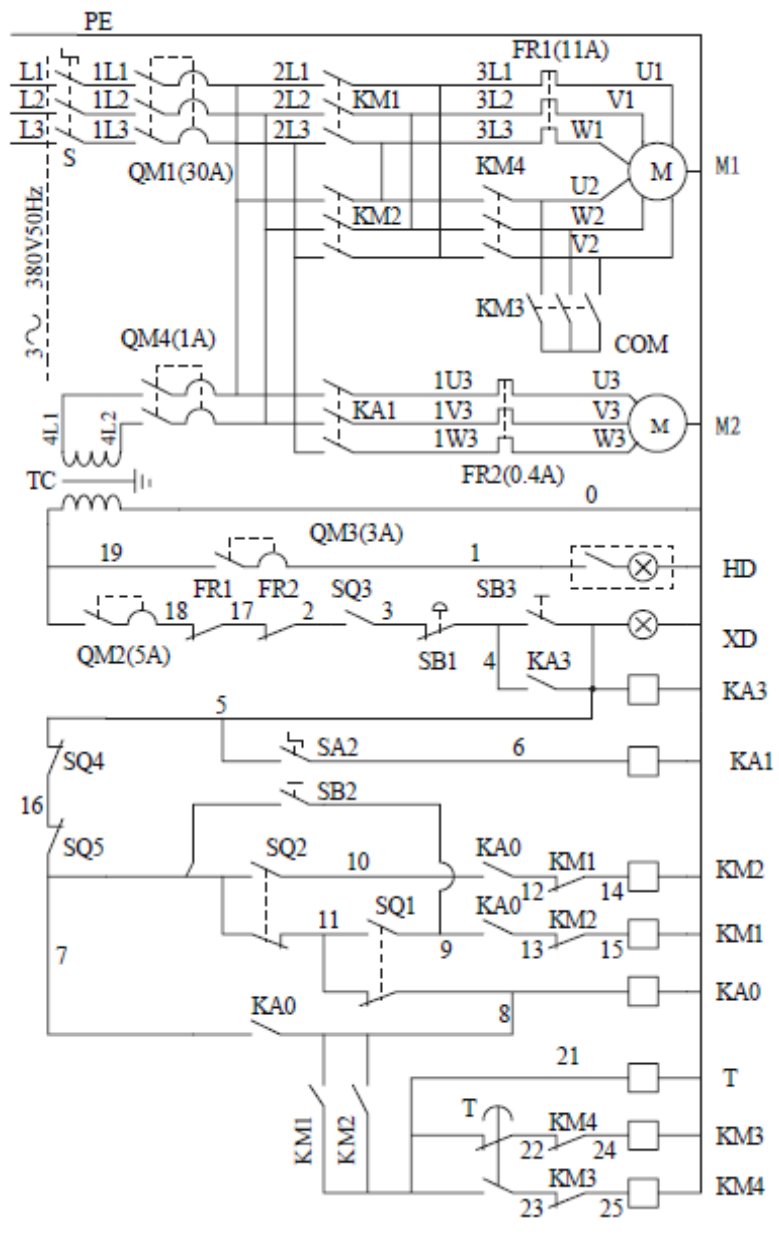 PE
FR1(11A)
L1 1L1 2L1 3L1 U1
L2 1L2 2L2 KM1 3L2 V1
L3 1L3 2L3 3L3 W1
S QM1(30A) KM4 M M1
U2
KM2 W2
V2
3～ 380V50Hz
KM3
QM4(1A) COM
1U3 U3
4L1 4L2 KA1 1V3 V3 M M2
1W3 W3
TC FR2(0.4A)
0
QM3(3A)
19 1 HD
FR1 FR2 SQ3 SB3
18 17 2 3 XD
QM2(5A) SB1 4 KA3
KA3
5
SQ4 SA2 6 KA1
16 SB2
SQ5 SQ2 10 KA0 KM1 KM2
12 14
11 SQ1 KA0 KM2 KM1
7 9 13 15
KA0 8 KA0
21
KM1 KM2 T
T KM4 KM3
22 24
KM3 KM4
23 25